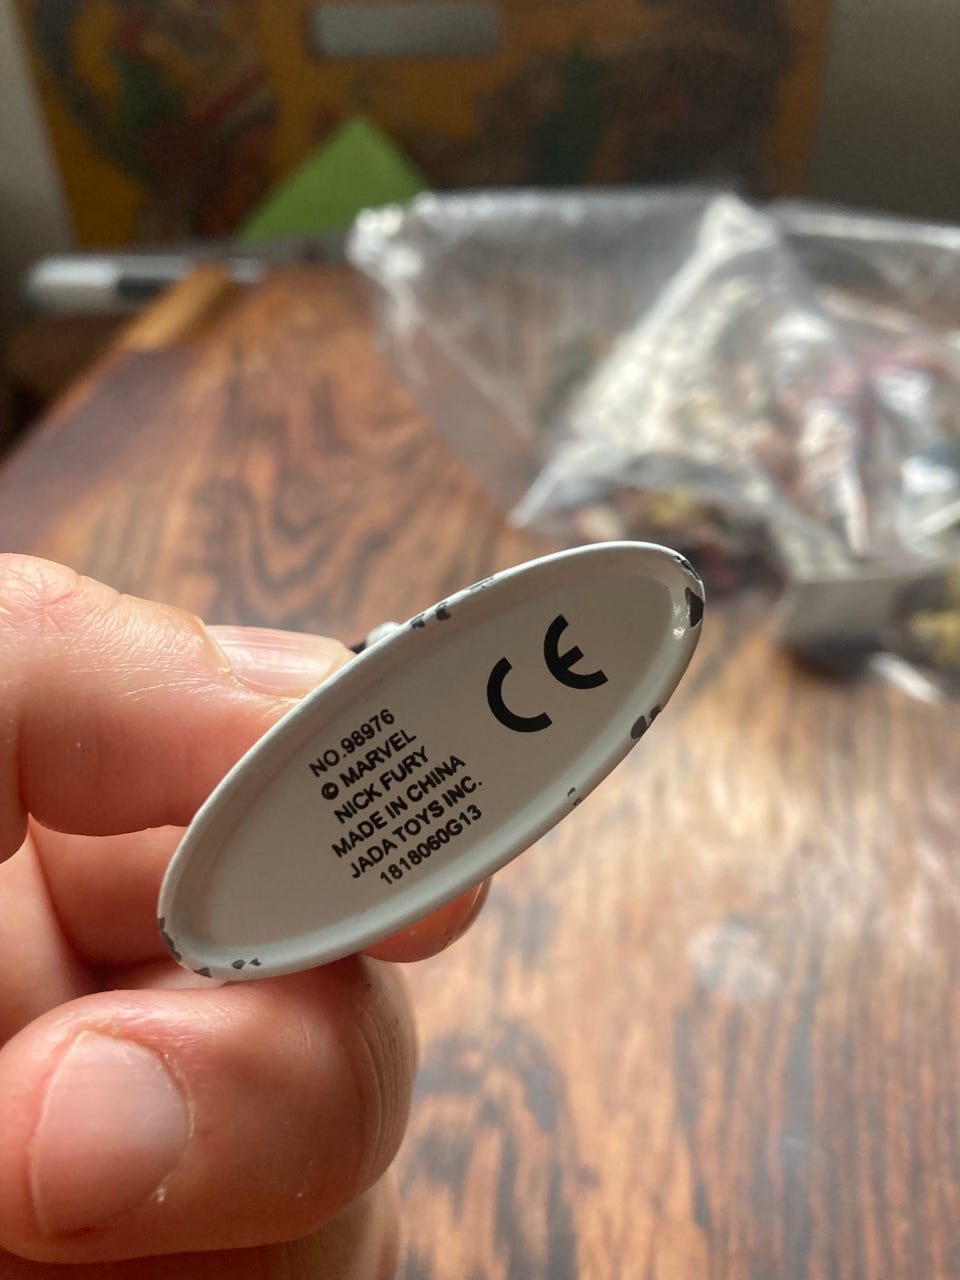 CE
NO.98976
© MARVEL
NICK FURY
MADE IN CHINA
JADA TOYS INC.
1818060G13